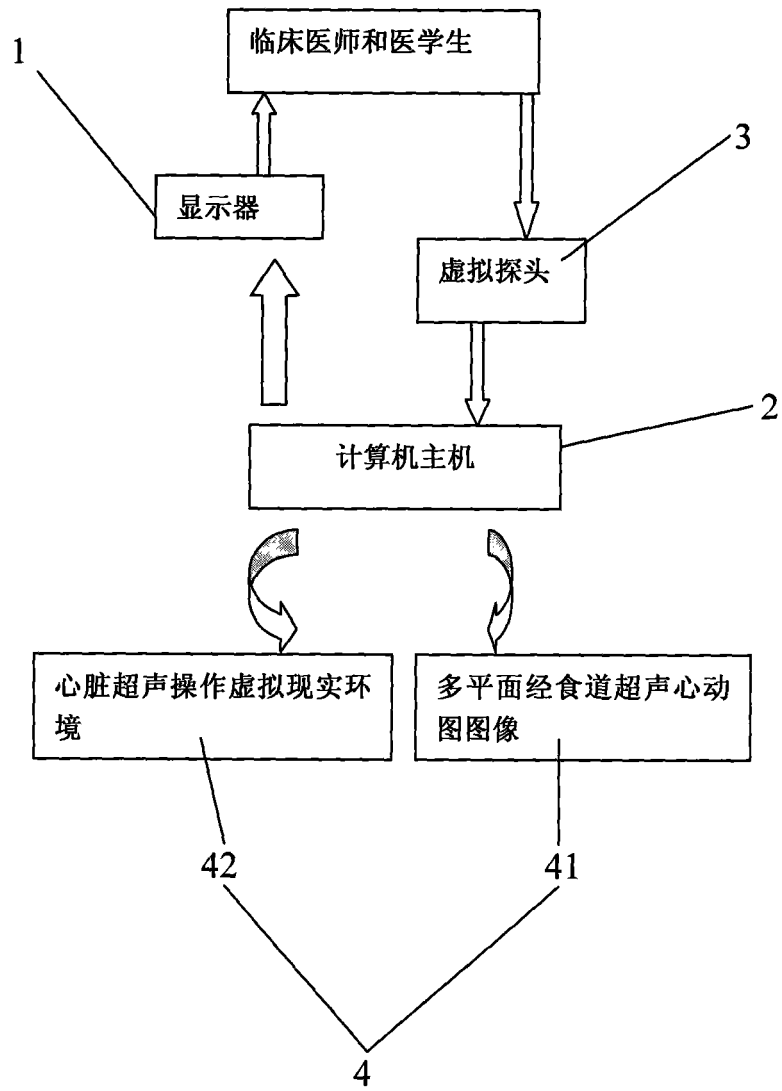 临床医师和医学生
1
3
显示器
虚拟探头
2
计算机主机
心脏超声操作虚拟现实环
境
多平面经食道超声心动
图图像
42
41
4